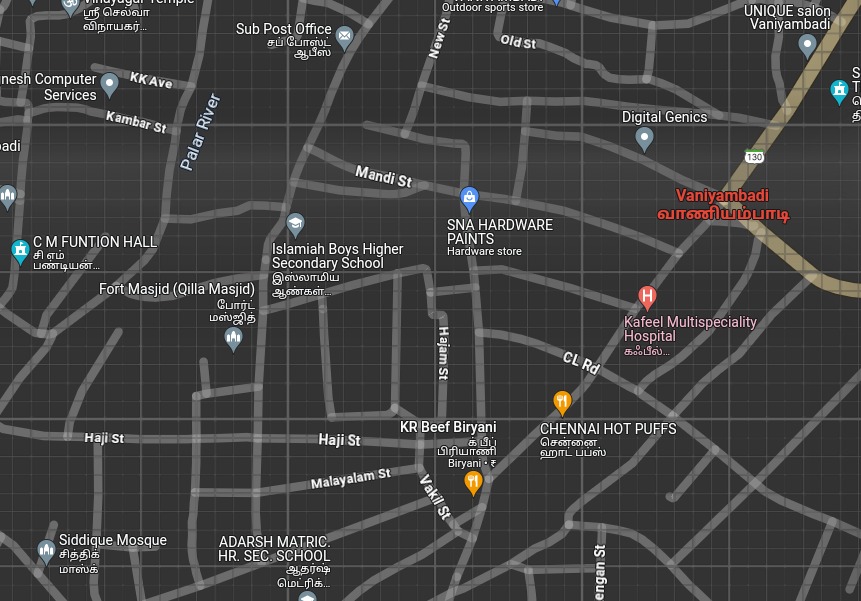 ஸ்ரீ செல்வா
விநாயகர்...
Outdoor sports store
UNIQUE salon
Vaniyambadi
Sub Post Office
சப் போஸ்ட்
ஆபீஸ்
New St
Old St
nesh Computer
Services
KK Ave
Kambar St
Palar River
Digital Genics
130
adi
Mandi St
Vaniyambadi
வாணியம்பாடி
SNA HARDWARE
PAINTS
Hardware store
C M FUNTION HALL
சி எம்
பண்டியன்...
Islamiah Boys Higher
Secondary School
இஸ்லாமிய
ஆண்கள்...
Fort Masjid (Qilla Masjid)
போர்ட்
மஸ்ஜித்
H
Kafeel Multispeciality
Hospital
கஃபீல்...
Hajam St
CL Rd
KR Beef Biryani
க் பீப்
பிரியாணி
Biryani • ₹
CHENNAI HOT PUFFS
சென்னை
ஹாட் பப்ஸ்
Haji St
Haji St
Malayalam St
Vakil St
Siddique Mosque
சித்திக்
மாஸ்க்
ADARSH MATRIC.
HR. SEC. SCHOOL
ஆதர்ஷ்
மெட்ரிக்...
engan St